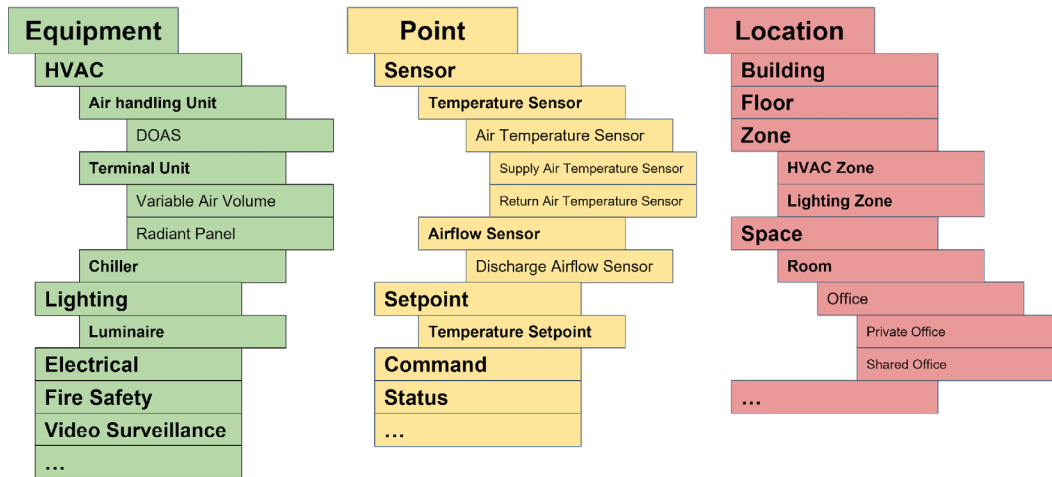 Equipment
HVAC
Air handling Unit
DOAS
Terminal Unit
Variable Air Volume
Radiant Panel
Chiller
Lighting
Luminaire
Electrical
Fire Safety
Video Surveillance
...
Point
Sensor
Temperature Sensor
Air Temperature Sensor
Supply Air Temperature Sensor
Return Air Temperature Sensor
Airflow Sensor
Discharge Airflow Sensor
Setpoint
Temperature Setpoint
Command
Status
...
Location
Building
Floor
Zone
HVAC Zone
Lighting Zone
Space
Room
Office
Private Office
Shared Office
...